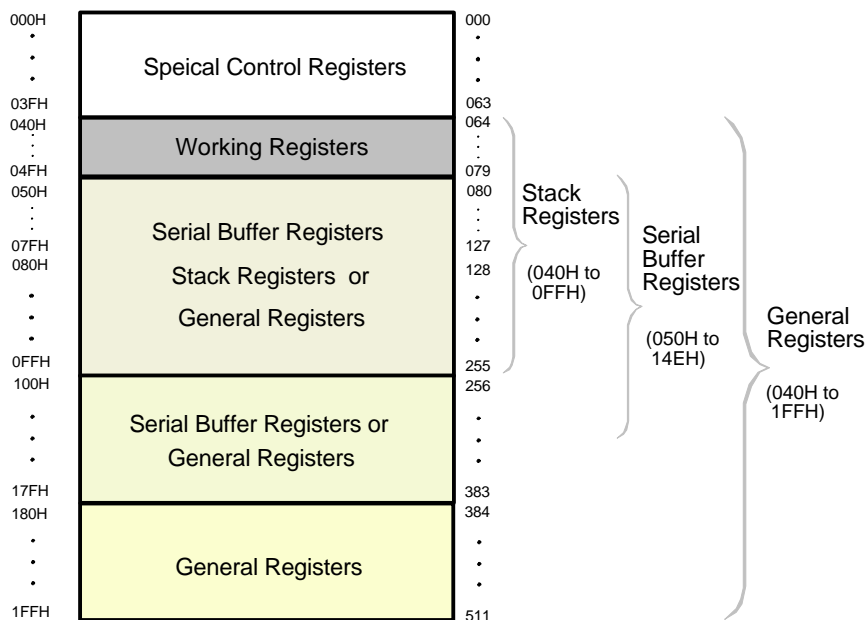 000H
000
Speical Control Registers
03FH
063
040H
064
Working Registers
04FH
079
050H
080
Stack
Registers
(040H to
0FFH)
Serial Buffer Registers
Stack Registers or
General Registers
07FH
127
080H
128
Serial
Buffer
Registers
(050H to
14EH)
General
Registers
(040H to
1FFH)
0FFH
255
100H
256
Serial Buffer Registers or
General Registers
17FH
383
180H
384
General Registers
1FFH
511